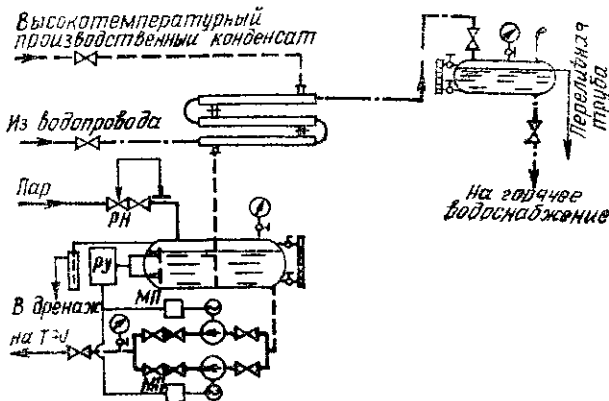 Высокотемпературный
производственный конденсат
Из водопровода
Переливная
труба
На горячее
водоснабжение
Пар
РН
РУ
МП
В дренаж
на ТЭЦ
МП